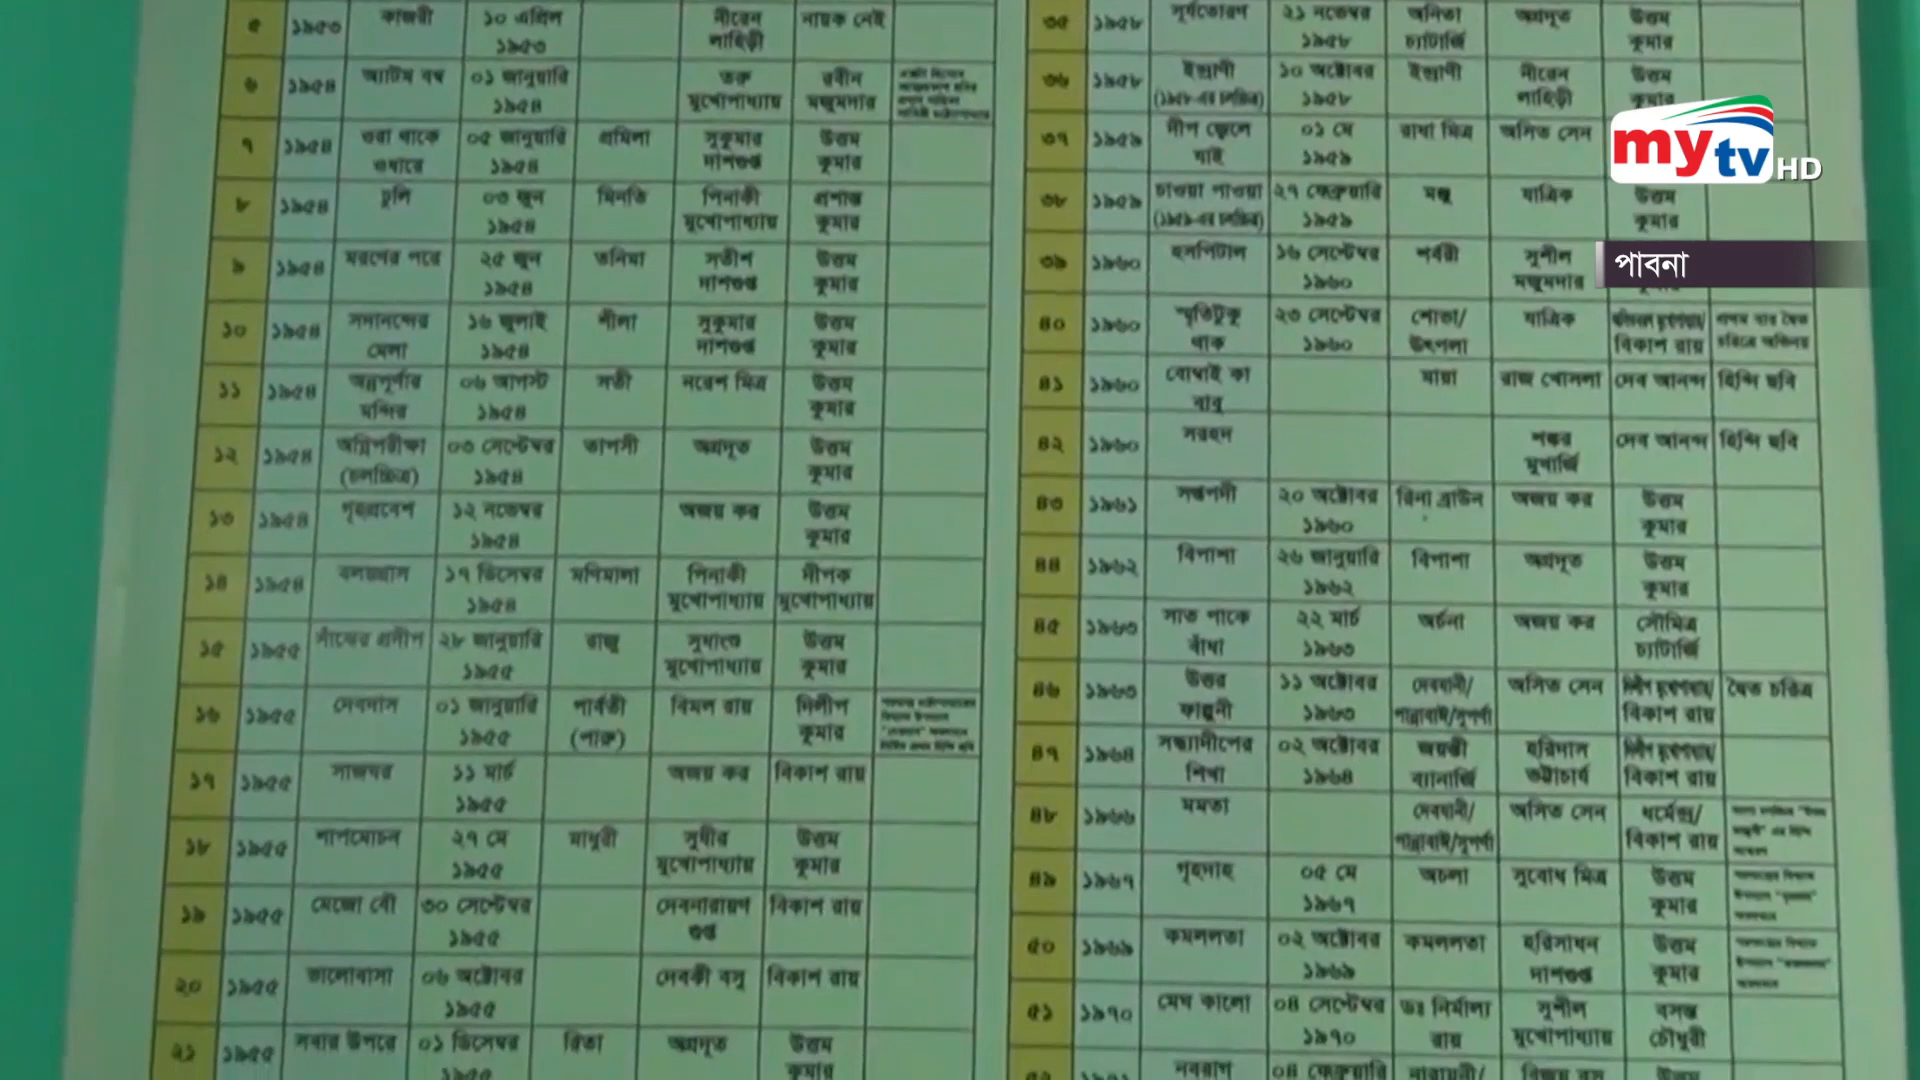 ৫ ১৯৫৩ কাজরী ১০ এপ্রিল ১৯৫৩ নীরেন লাহিড়ী নায়ক নেই
৬ ১৯৫৪ অ্যাটম বম ০১ জানুয়ারি ১৯৫৪ তরু মুখোপাধ্যায় রবীন মজুমদার
৭ ১৯৫৪ ওরা থাকে ওধারে ০৫ জানুয়ারি ১৯৫৪ প্রমিলা সুকুমার দাশগুপ্ত উত্তম কুমার
৮ ১৯৫৪ ঢুলি ০৩ জুন ১৯৫৪ মিনতি পিনাকী মুখোপাধ্যায় প্রশান্ত কুমার
৯ ১৯৫৪ মরণের পরে ২৫ জুন ১৯৫৪ তনিমা সতীশ দাশগুপ্ত উত্তম কুমার
১০ ১৯৫৪ সদানন্দের মেলা ১৬ জুলাই ১৯৫৪ শীলা সুকুমার দাশগুপ্ত উত্তম কুমার
১১ ১৯৫৪ অন্নপূর্ণার মন্দির ০৬ আগস্ট ১৯৫৪ সতী নরেশ মিত্র উত্তম কুমার
১২ ১৯৫৪ অগ্নিপরীক্ষা (চলচ্চিত্র) ০৩ সেপ্টেম্বর ১৯৫৪ তাপসী অগ্রদূত উত্তম কুমার
১৩ ১৯৫৪ গৃহপ্রবেশ ১২ নভেম্বর ১৯৫৪ অজয় কর উত্তম কুমার
১৪ ১৯৫৪ বলয়গ্রাস ১৭ ডিসেম্বর ১৯৫৪ মণিমালা পিনাকী মুখোপাধ্যায় দীপক মুখোপাধ্যায়
১৫ ১৯৫৫ সাঁঝের প্রদীপ ২৮ জানুয়ারি ১৯৫৫ রাজু সুধাংশু মুখোপাধ্যায় উত্তম কুমার
১৬ ১৯৫৫ দেবদাস ০১ জানুয়ারি ১৯৫৫ পার্বতী (পারু) বিমল রায় দিলীপ কুমার
১৭ ১৯৫৫ সাজঘর ১১ মার্চ ১৯৫৫ অজয় কর বিকাশ রায়
১৮ ১৯৫৫ শাপমোচন ২৭ মে ১৯৫৫ মাধুরী সুধীর মুখোপাধ্যায় উত্তম কুমার
১৯ ১৯৫৫ মেজো বৌ ৩০ সেপ্টেম্বর ১৯৫৫ দেবনারায়ণ গুপ্ত বিকাশ রায়
২০ ১৯৫৫ ভালোবাসা ০৬ অক্টোবর ১৯৫৫ দেবকী বসু বিকাশ রায়
২১ ১৯৫৫ সবার উপরে ০১ ডিসেম্বর ১৯৫৫ রিতা অগ্রদূত উত্তম কুমার
৩৫ ১৯৫৮ সূর্যতোরণ ২১ নভেম্বর ১৯৫৮ অনিতা চ্যাটার্জি অগ্রদূত উত্তম কুমার
৩৬ ১৯৫৮ ইন্দ্রাণী (১৯৫৮-এর চলচ্চিত্র) ১০ অক্টোবর ১৯৫৮ ইন্দ্রাণী নীরেন লাহিড়ী উত্তম কুমার
৩৭ ১৯৫৯ দীপ জ্বেলে যাই ০১ মে ১৯৫৯ রাধা মিত্র অসিত সেন
৩৮ ১৯৫৯ চাওয়া পাওয়া (১৯৫৯-এর চলচ্চিত্র) ২৭ ফেব্রুয়ারি ১৯৫৯ মঞ্জু যাত্রিক উত্তম কুমার
৩৯ ১৯৬০ হসপিটাল ১৬ সেপ্টেম্বর ১৯৬০ শর্বরী সুশীল মজুমদার
৪০ ১৯৬০ স্মৃতিটুকু থাক ২৩ সেপ্টেম্বর ১৯৬০ শোভা/ উৎপলা যাত্রিক বিকাশ রায়
৪১ ১৯৬০ বোম্বাই কা বাবু মায়া রাজ খোসলা দেব আনন্দ হিন্দি ছবি
৪২ ১৯৬০ সরহদ শঙ্কর মুখার্জি দেব আনন্দ হিন্দি ছবি
৪৩ ১৯৬১ সপ্তপদী ২০ অক্টোবর ১৯৬০ রিনা ব্রাউন অজয় কর উত্তম কুমার
৪৪ ১৯৬২ বিপাশা ২৬ জানুয়ারি ১৯৬২ বিপাশা অগ্রদূত উত্তম কুমার
৪৫ ১৯৬৩ সাত পাকে বাঁধা ২২ মার্চ ১৯৬৩ অর্চনা অজয় কর সৌমিত্র চ্যাটার্জি
৪৬ ১৯৬৩ উত্তর ফাল্গুনী ১১ অক্টোবর ১৯৬৩ দেবযানী/ পান্নাবাই/সুপর্ণা অসিত সেন বিকাশ রায় দ্বৈত চরিত্র
৪৭ ১৯৬৪ সন্ধ্যাদীপের শিখা ০২ অক্টোবর ১৯৬৪ জয়ন্তী ব্যানার্জি হরিদাস ভট্টাচার্য বিকাশ রায়
৪৮ ১৯৬৬ মমতা দেবযানী/ পান্নাবাই/সুপর্ণা অসিত সেন ধর্মেন্দ্র/ বিকাশ রায়
৪৯ ১৯৬৭ গৃহদাহ ০৫ মে ১৯৬৭ অচলা সুবোধ মিত্র উত্তম কুমার
৫০ ১৯৬৯ কমললতা ০২ অক্টোবর ১৯৬৯ কমললতা হরিসাধন দাশগুপ্ত উত্তম কুমার
৫১ ১৯৭০ মেঘ কালো ০৪ সেপ্টেম্বর ১৯৭০ ডঃ নির্মাল্য রায় সুশীল মুখোপাধ্যায় বসন্ত চৌধুরী
৫২ ১৯৭১ নবরাগ ০৪ ফেব্রুয়ারি নারায়নী/ বিজয় বসু উত্তম
mytv HD
পাবনা